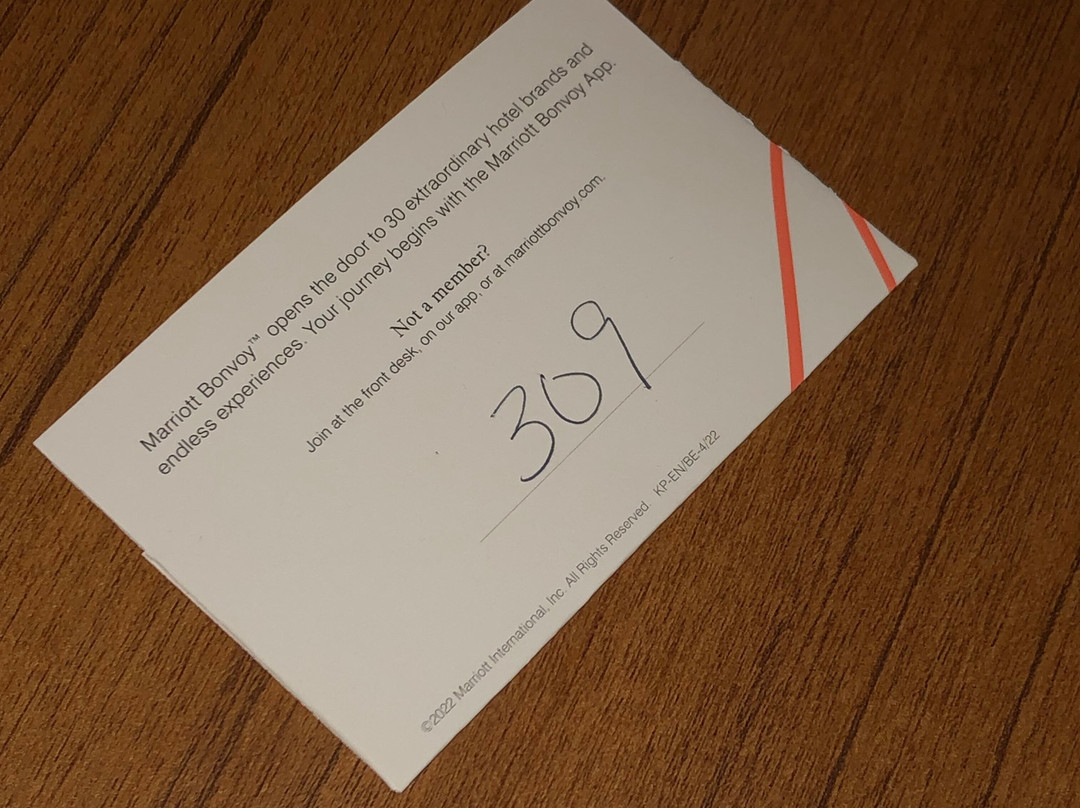 Marriott Bonvoy™ opens the door to 30 extraordinary hotel brands and
endless experiences. Your journey begins with the Marriott Bonvoy App.
Not a member?
Join at the front desk, on our app, or at marriottbonvoy.com.
309
©2022 Marriott International, Inc. All Rights Reserved. KP-EN/BE-4/22